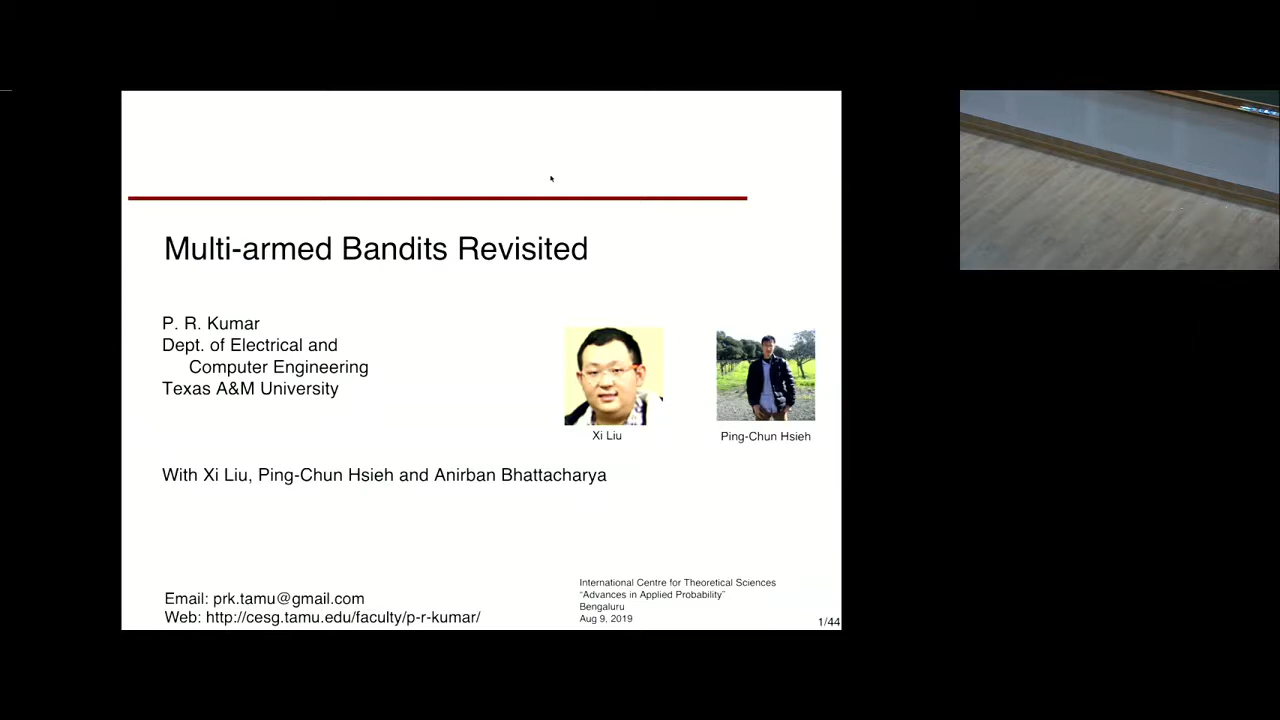 Multi-armed Bandits Revisited
P. R. Kumar
Dept. of Electrical and
Computer Engineering
Texas A&M University
Xi Liu
Ping-Chun Hsieh
With Xi Liu, Ping-Chun Hsieh and Anirban Bhattacharya
Email: prk.tamu@gmail.com
Web: http://cesg.tamu.edu/faculty/p-r-kumar/
International Centre for Theoretical Sciences
“Advances in Applied Probability”
Bengaluru
Aug 9, 2019
1/44